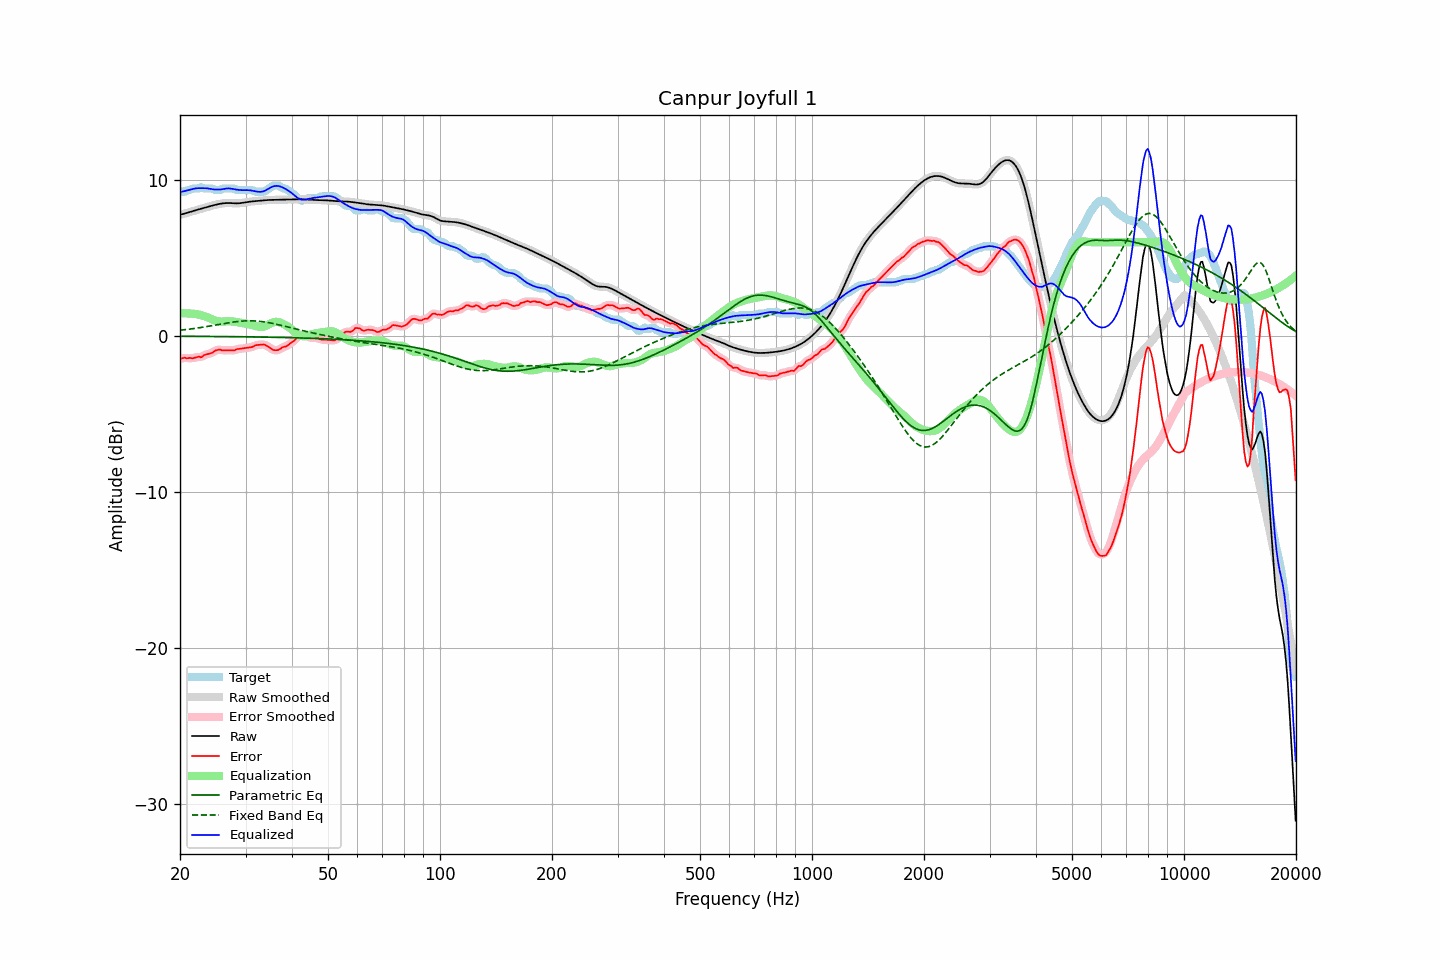 Canpur Joyfull 1
Amplitude (dBr)
10
0
−10
−20
−30
Target
Raw Smoothed
Error Smoothed
Raw
Error
Equalization
Parametric Eq
Fixed Band Eq
Equalized
20 50 100 200 500 1000 2000 5000 10000 20000
Frequency (Hz)